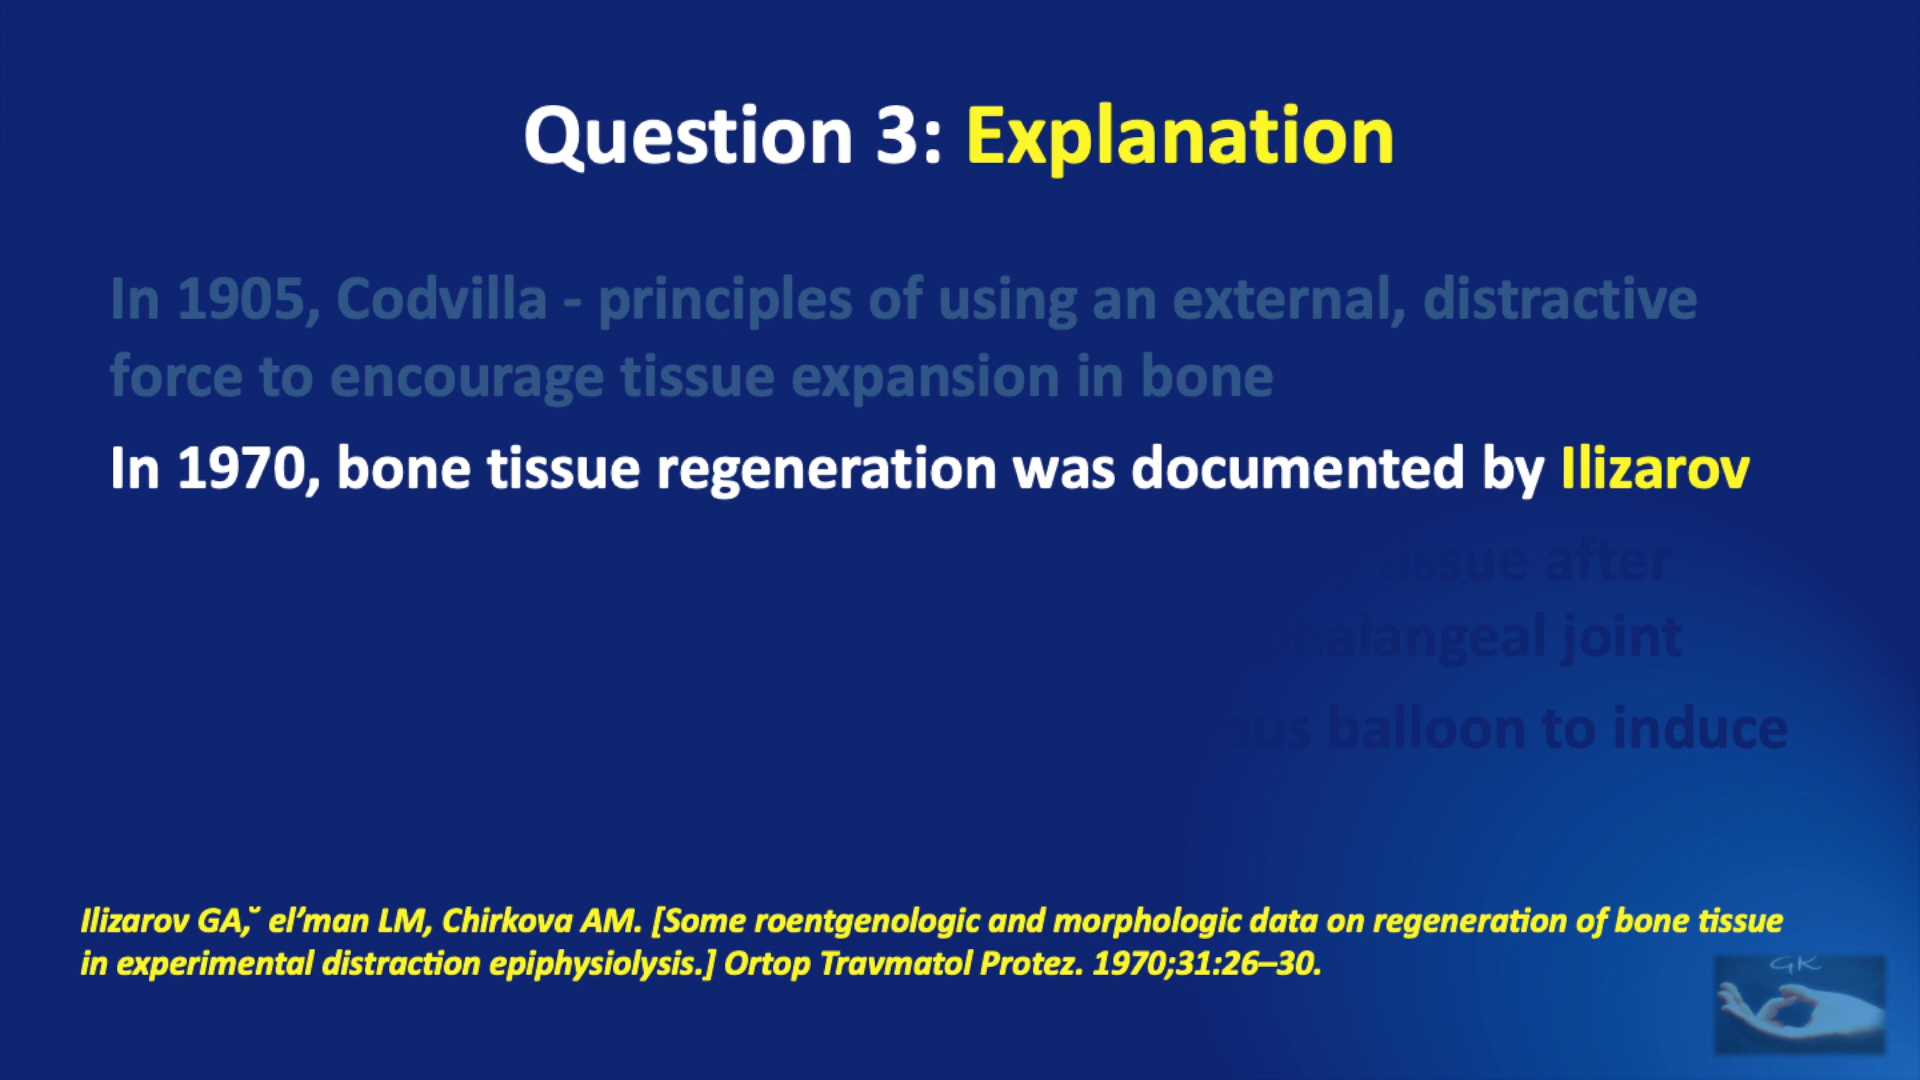 Question 3: Explanation
In 1905, Codvilla - principles of using an external, distractive
force to encourage tissue expansion in bone
In 1970, bone tissue regeneration was documented by Ilizarov
tissue after
phalangeal joint
balloon to induce
Ilizarov GA,˘ el’man LM, Chirkova AM. [Some roentgenologic and morphologic data on regeneration of bone tissue
in experimental distraction epiphysiolysis.] Ortop Travmatol Protez. 1970;31:26–30.
GK